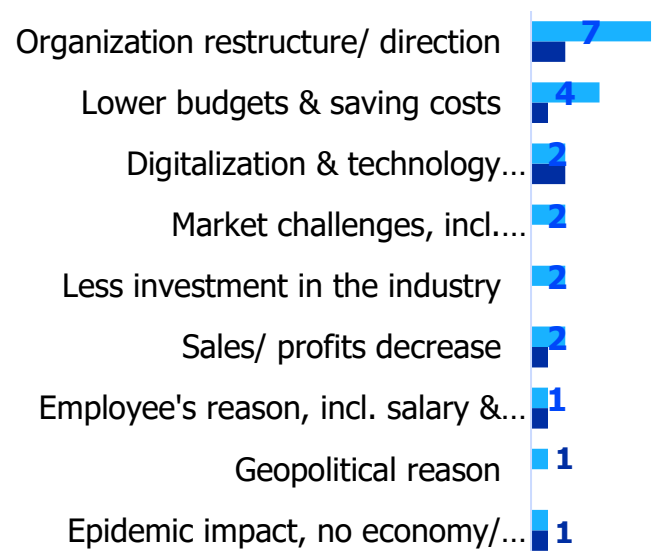 Organization restructure/ direction 7
Lower budgets & saving costs 4
Digitalization & technology… 2
Market challenges, incl.… 2
Less investment in the industry 2
Sales/ profits decrease 2
Employee's reason, incl. salary &… 1
Geopolitical reason 1
Epidemic impact, no economy/… 1